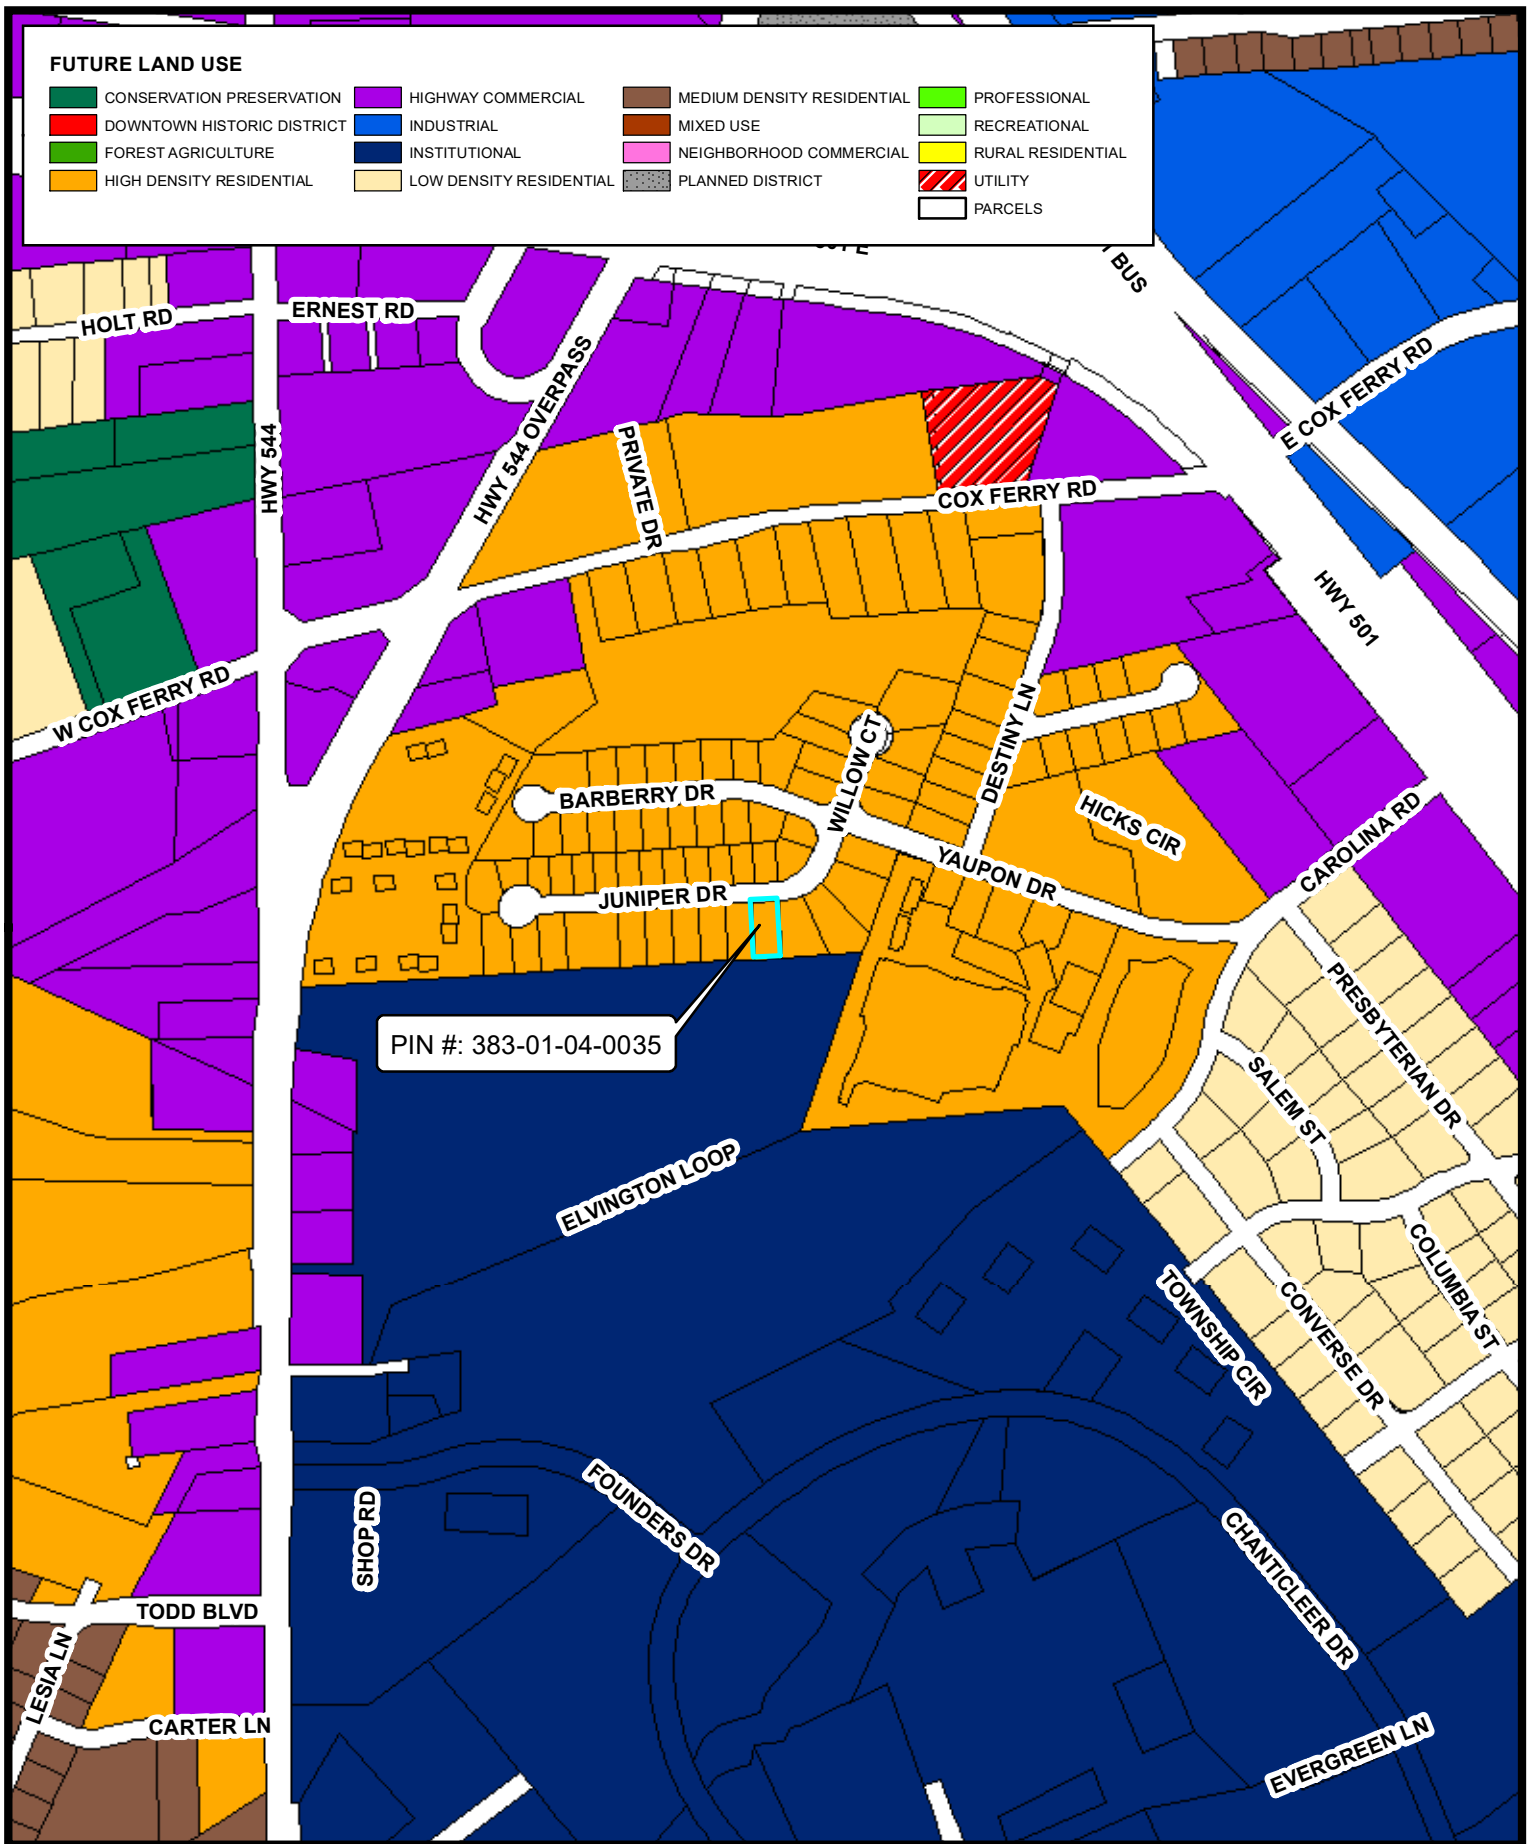 FUTURE LAND USE
CONSERVATION PRESERVATION
HIGHWAY COMMERCIAL
MEDIUM DENSITY RESIDENTIAL
PROFESSIONAL
DOWNTOWN HISTORIC DISTRICT
INDUSTRIAL
MIXED USE
RECREATIONAL
FOREST AGRICULTURE
INSTITUTIONAL
NEIGHBORHOOD COMMERCIAL
RURAL RESIDENTIAL
HIGH DENSITY RESIDENTIAL
LOW DENSITY RESIDENTIAL
PLANNED DISTRICT
UTILITY
PARCELS
BUS
HOLT RD
ERNEST RD
HWY 544 OVERPASS
E COX FERRY RD
HWY 544
PRIVATE DR
COX FERRY RD
HWY 501
W COX FERRY RD
DESTINY LN
WILLOW CT
BARBERRY DR
HICKS CIR
CAROLINA RD
YAUPON DR
JUNIPER DR
PRESBYTERIAN DR
PIN #: 383-01-04-0035
SALEM ST
ELVINGTON LOOP
COLUMBIA ST
TOWNSHIP CIR
CONVERSE DR
FOUNDERS DR
SHOP RD
CHANTICLEER DR
TODD BLVD
LESIA LN
CARTER LN
EVERGREEN LN